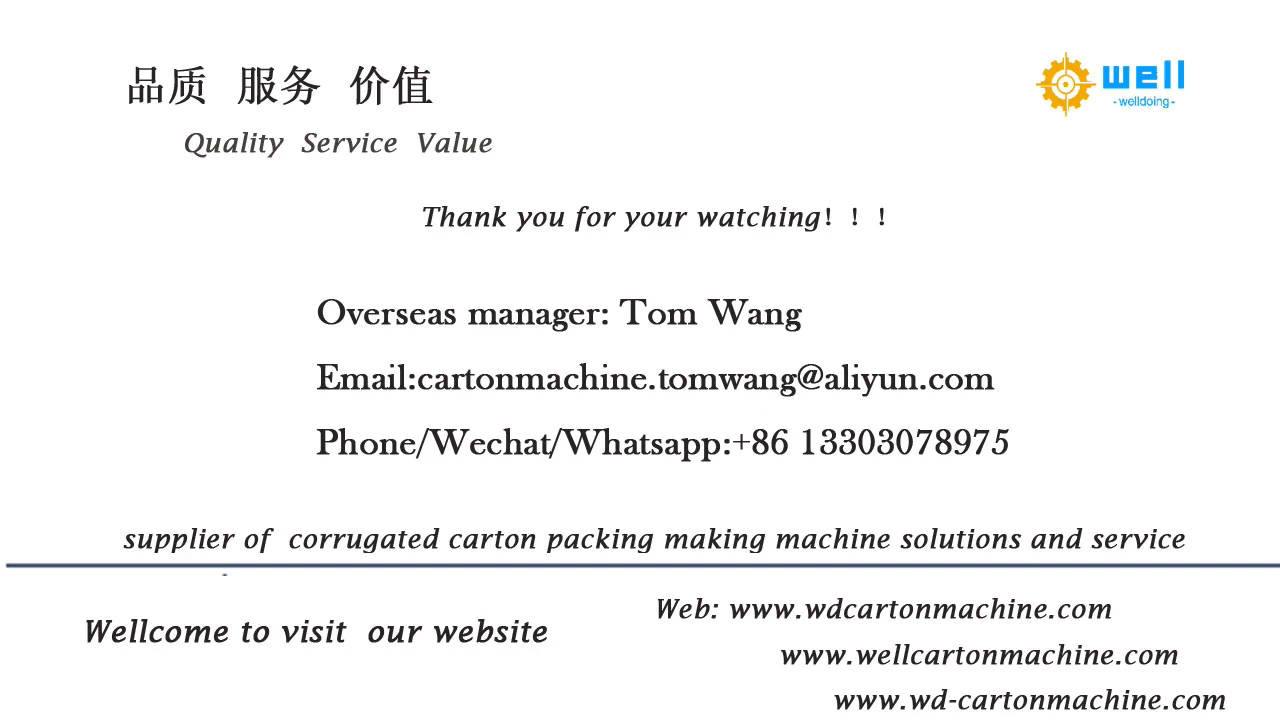 品质 服务 价值
Quality Service Value
well
-welldoing-
Thank you for your watching！！！
Overseas manager: Tom Wang
Email:cartonmachine.tomwang@aliyun.com
Phone/Wechat/Whatsapp:+86 13303078975
supplier of corrugated carton packing making machine solutions and service
Wellcome to visit our website
Web: www.wdcartonmachine.com
www.wellcartonmachine.com
www.wd-cartonmachine.com